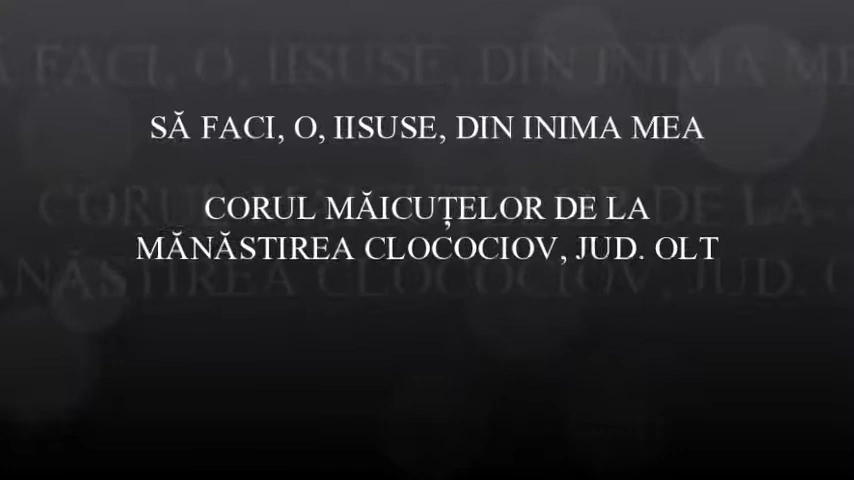 SĂ FACI, O, IISUSE, DIN INIMA MEA
CORUL MĂICUȚELOR DE LA
MĂNĂSTIREA CLOCOCIOV, JUD. OLT